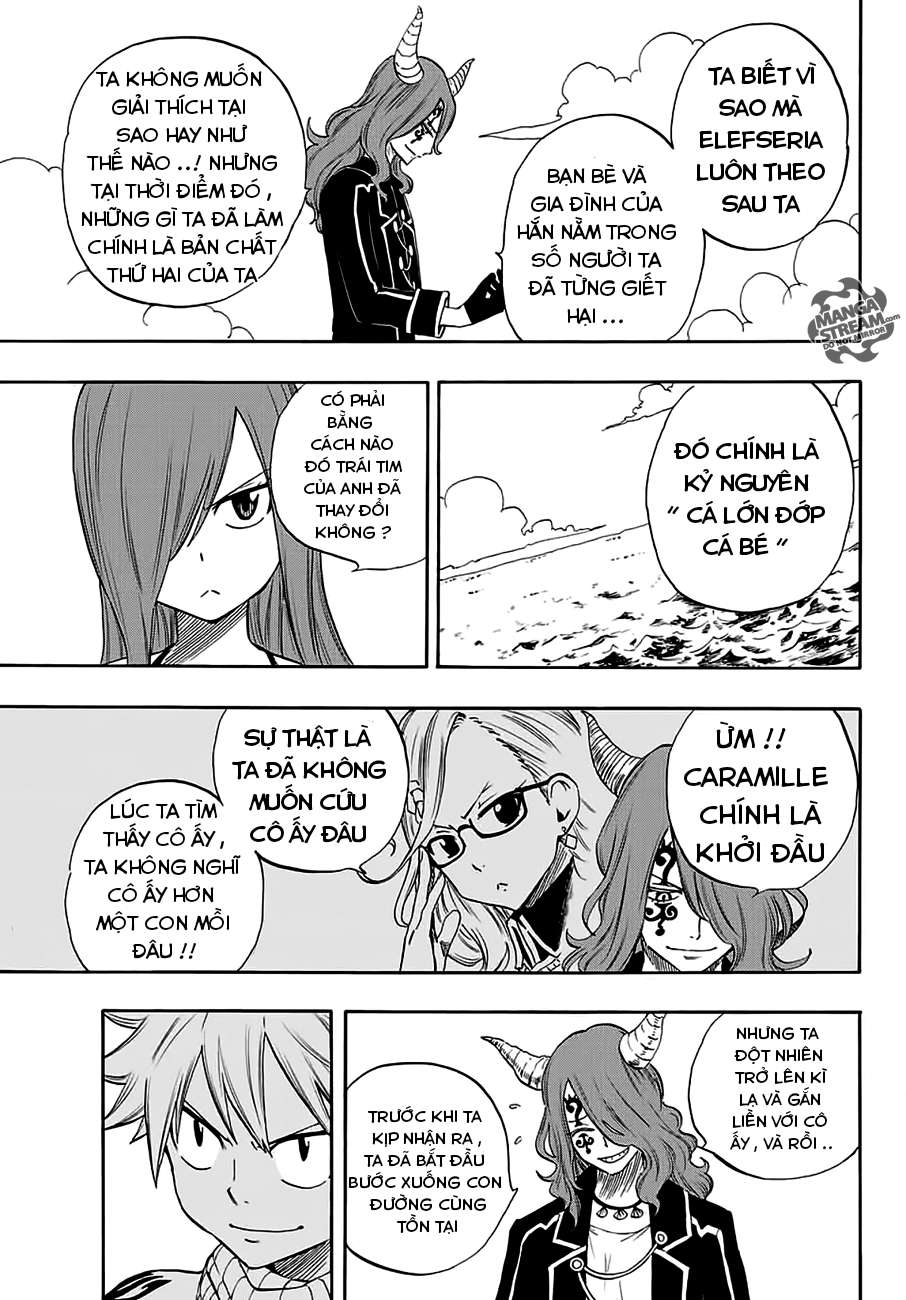 TA BIẾT VÌ
SAO MÀ
ELEFSERIA
LUÔN THEO
SAU TA
BẠN BÈ VÀ
GIA ĐÌNH CỦA
HẮN NẰM TRONG
SỐ NGƯỜI TA
ĐÃ TỪNG GIẾT
HẠI ...
TA KHÔNG MUỐN
GIẢI THÍCH TẠI
SAO HAY NHƯ
THẾ NÀO ..! NHƯNG
TẠI THỜI ĐIỂM ĐÓ ,
NHỮNG GÌ TA ĐÃ LÀM
CHÍNH LÀ BẢN CHẤT
THỨ HAI CỦA TA
MANGA
STREAM.com
DO NOT MIRROR
ĐÓ CHÍNH LÀ
KỶ NGUYÊN
" CÁ LỚN ĐỚP
CÁ BÉ "
CÓ PHẢI
BẰNG
CÁCH NÀO
ĐÓ TRÁI TIM
CỦA ANH ĐÃ
THAY ĐỔI
KHÔNG ?
ỪM !!
CARAMILLE
CHÍNH LÀ
KHỞI ĐẦU
SỰ THẬT LÀ
TA ĐÃ KHÔNG
MUỐN CỨU
CÔ ẤY ĐÂU
LÚC TA TÌM
THẤY CÔ ẤY ,
TA KHÔNG NGHĨ
CÔ ẤY HƠN
MỘT CON MỒI
ĐÂU !!
NHƯNG TA
ĐỘT NHIÊN
TRỞ LÊN KÌ
LẠ VÀ GẮN
LIỀN VỚI CÔ
ẤY , VÀ RỒI ..
TRƯỚC KHI TA
KỊP NHẬN RA ,
TA ĐÃ BẮT ĐẦU
BƯỚC XUỐNG CON
ĐƯỜNG CÙNG
TỒN TẠI